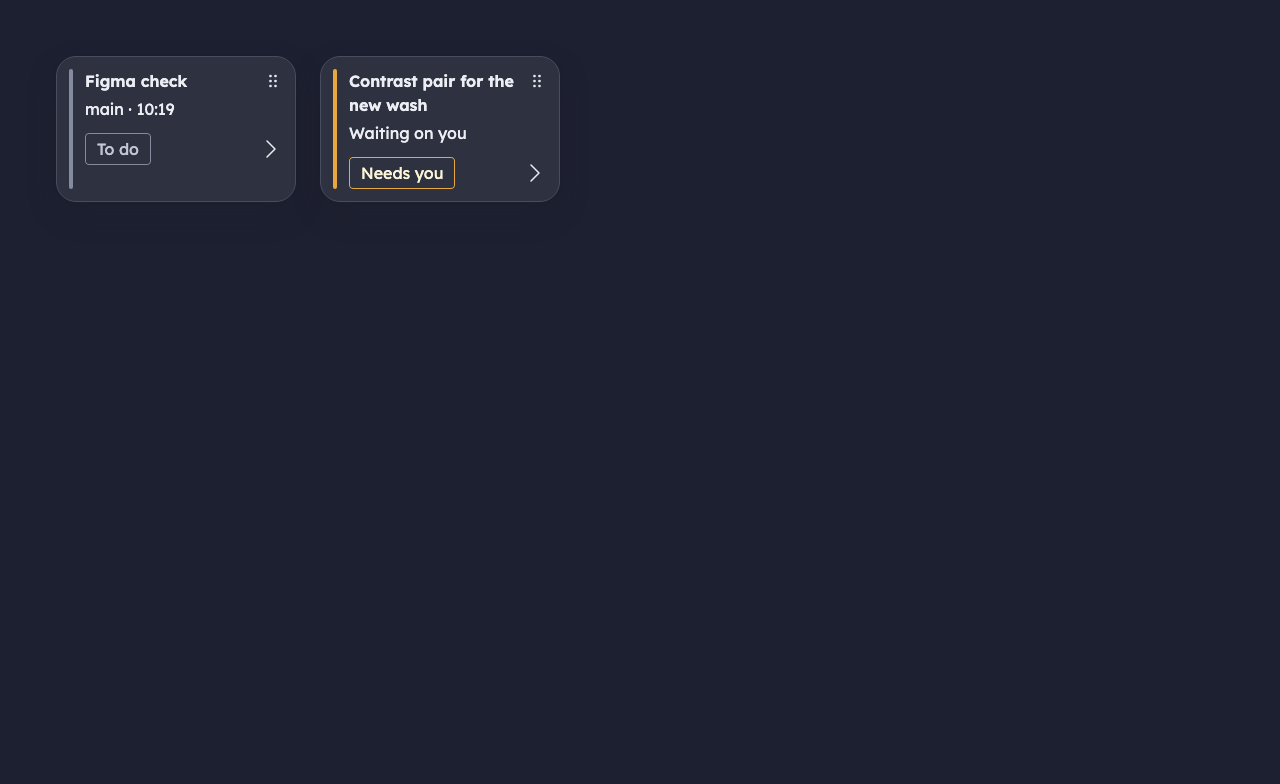 Figma check
main · 10:19
To do
Contrast pair for the
new wash
Waiting on you
Needs you